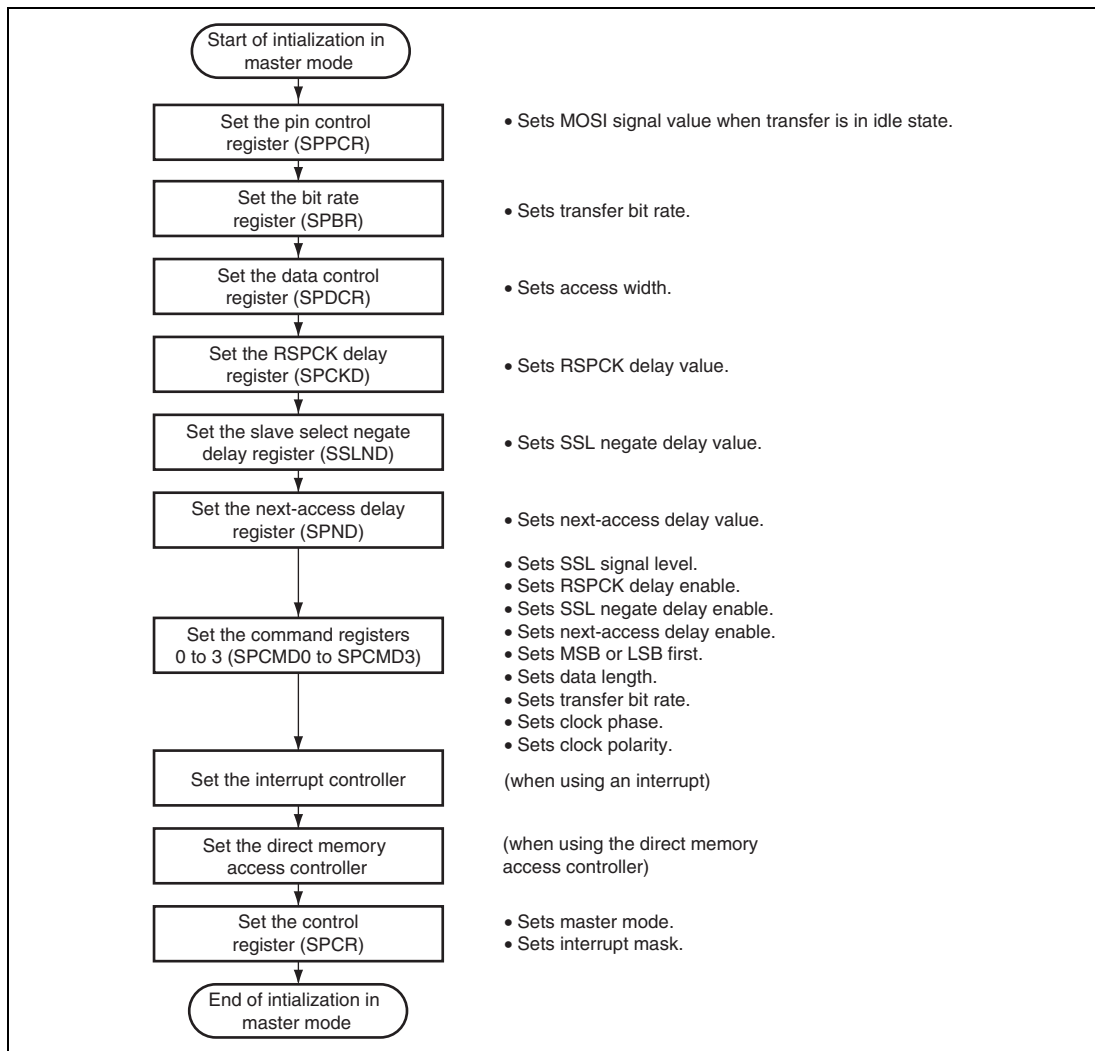 Start of intialization in
master mode
Set the pin control
register (SPPCR)
• Sets MOSI signal value when transfer is in idle state.
Set the bit rate
register (SPBR)
• Sets transfer bit rate.
Set the data control
register (SPDCR)
• Sets access width.
Set the RSPCK delay
register (SPCKD)
• Sets RSPCK delay value.
Set the slave select negate
delay register (SSLND)
• Sets SSL negate delay value.
Set the next-access delay
register (SPND)
• Sets next-access delay value.
Set the command registers
0 to 3 (SPCMD0 to SPCMD3)
• Sets SSL signal level.
• Sets RSPCK delay enable.
• Sets SSL negate delay enable.
• Sets next-access delay enable.
• Sets MSB or LSB first.
• Sets data length.
• Sets transfer bit rate.
• Sets clock phase.
• Sets clock polarity.
Set the interrupt controller
(when using an interrupt)
Set the direct memory
access controller
(when using the direct memory
access controller)
Set the control
register (SPCR)
• Sets master mode.
• Sets interrupt mask.
End of intialization in
master mode